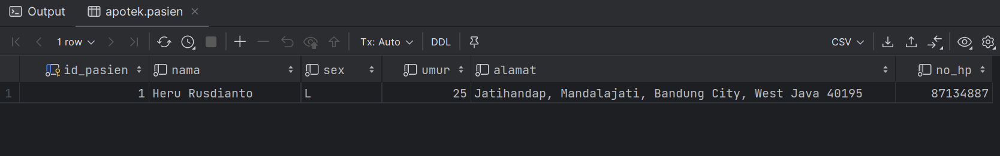 Output apotek.pasien
1 row Tx: Auto DDL CSV
id_pasien nama sex umur alamat no_hp
1 1 Heru Rusdianto L 25 Jatihandap, Mandalajati, Bandung City, West Java 40195 87134887